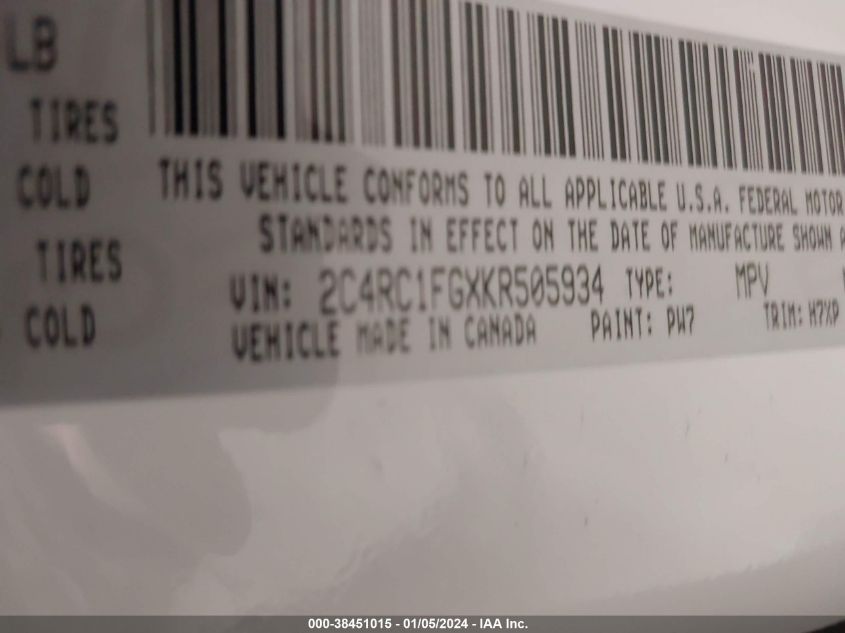 LB
TIRES
COLD
TIRES
COLD
THIS VEHICLE CONFORMS TO ALL APPLICABLE U.S.A. FEDERAL MOTOR
STANDARDS IN EFFECT ON THE DATE OF MANUFACTURE SHOWN A
VIN: 2C4RC1FGXKR505934 TYPE: MPV
VEHICLE MADE IN CANADA PAINT: PW7 TRIM: H7XP
000-38451015 - 01/05/2024 - IAA Inc.